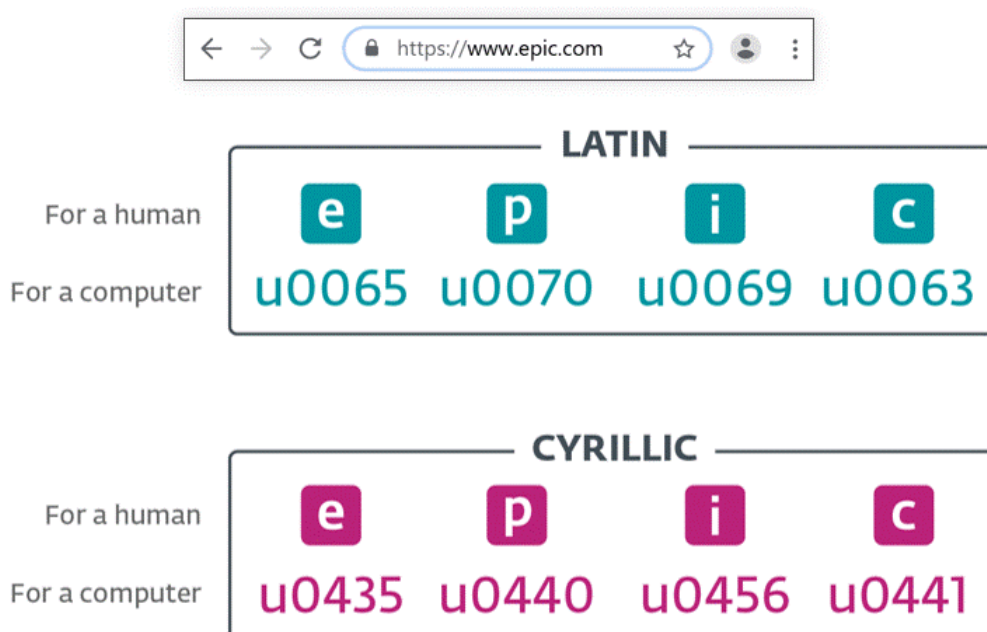 https://www.epic.com
LATIN
For a human e p i c
For a computer u0065 u0070 u0069 u0063
CYRILLIC
For a human е р і с
For a computer u0435 u0440 u0456 u0441